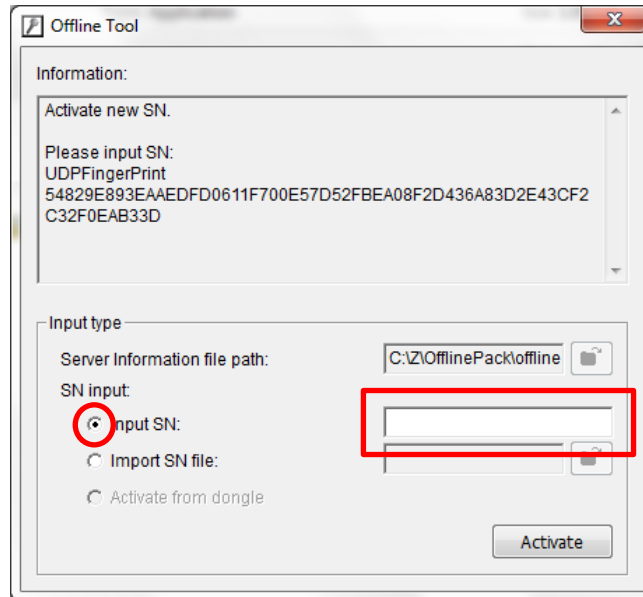 Offline Tool
Information:
Activate new SN.
Please input SN:
UDPFingerPrint
54829E893EAAEDFD0611F700E57D52FBEA08F2D436A83D2E43CF2
C32F0EAB33D
Input type
Server Information file path: C:\Z\OfflinePack\offline
SN input:
Input SN:
Import SN file:
Activate from dongle
Activate